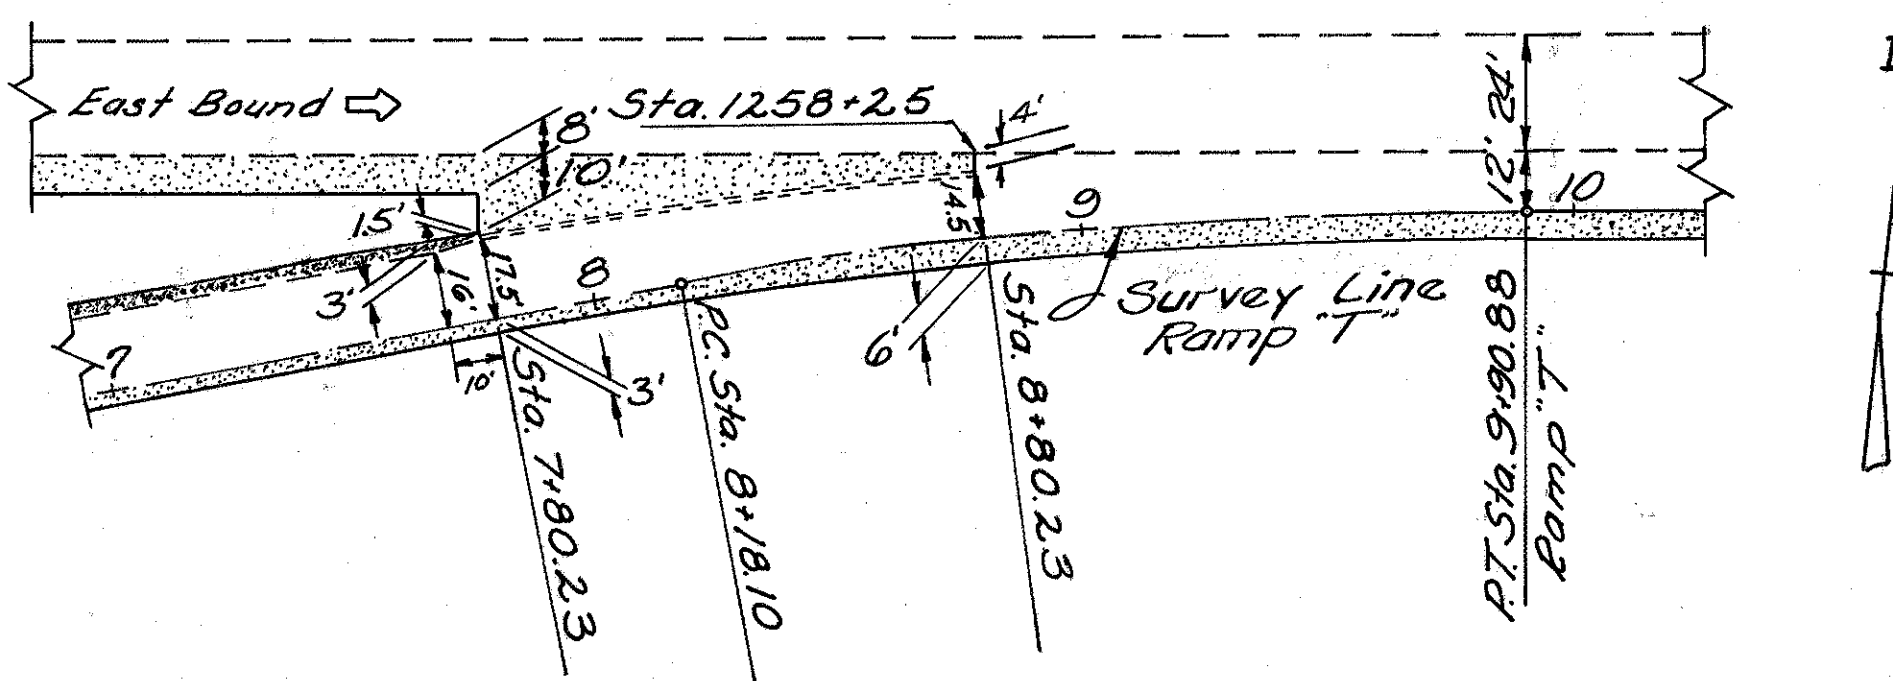 East Bound
8'
10'
Sta. 1258+25
4'
24'
12'
10
1.5'
3'
16'
17.5'
8
14.5'
9
7
10'
3'
6'
Survey Line
Ramp "T"
Sta. 7+80.23
P.C. Sta. 8+18.10
Sta. 8+80.23
P.T. Sta. 9+90.88
Ramp "T"